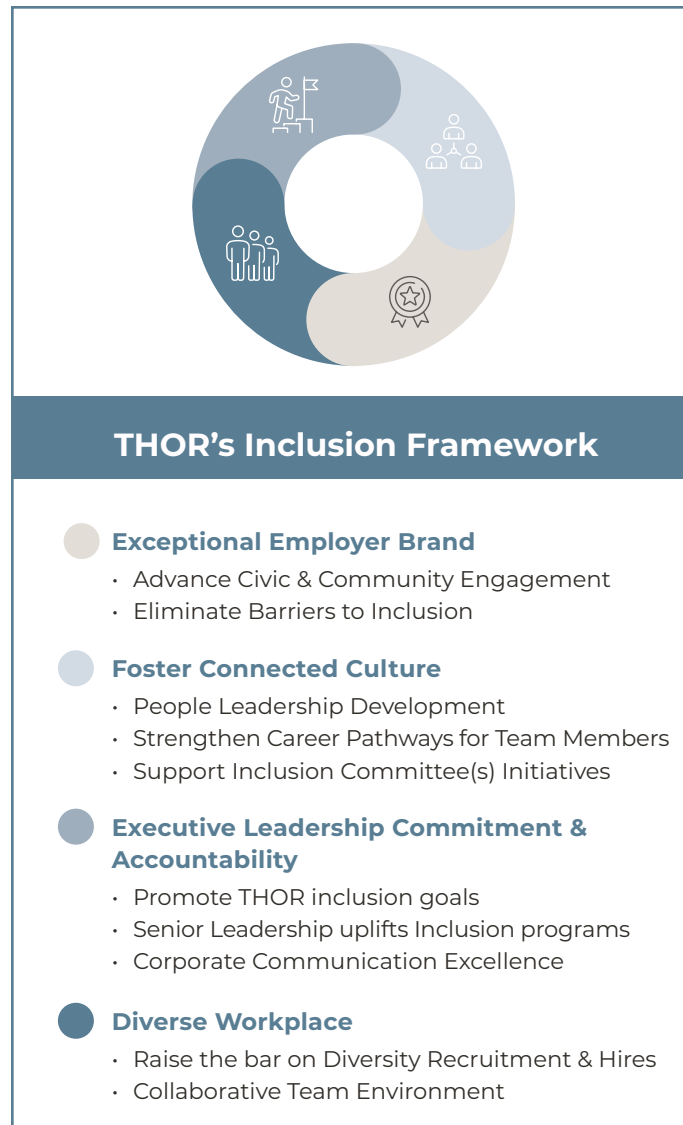 THOR’s Inclusion Framework
Exceptional Employer Brand
• Advance Civic & Community Engagement
• Eliminate Barriers to Inclusion
Foster Connected Culture
• People Leadership Development
• Strengthen Career Pathways for Team Members
• Support Inclusion Committee(s) Initiatives
Executive Leadership Commitment &
Accountability
• Promote THOR inclusion goals
• Senior Leadership uplifts Inclusion programs
• Corporate Communication Excellence
Diverse Workplace
• Raise the bar on Diversity Recruitment & Hires
• Collaborative Team Environment